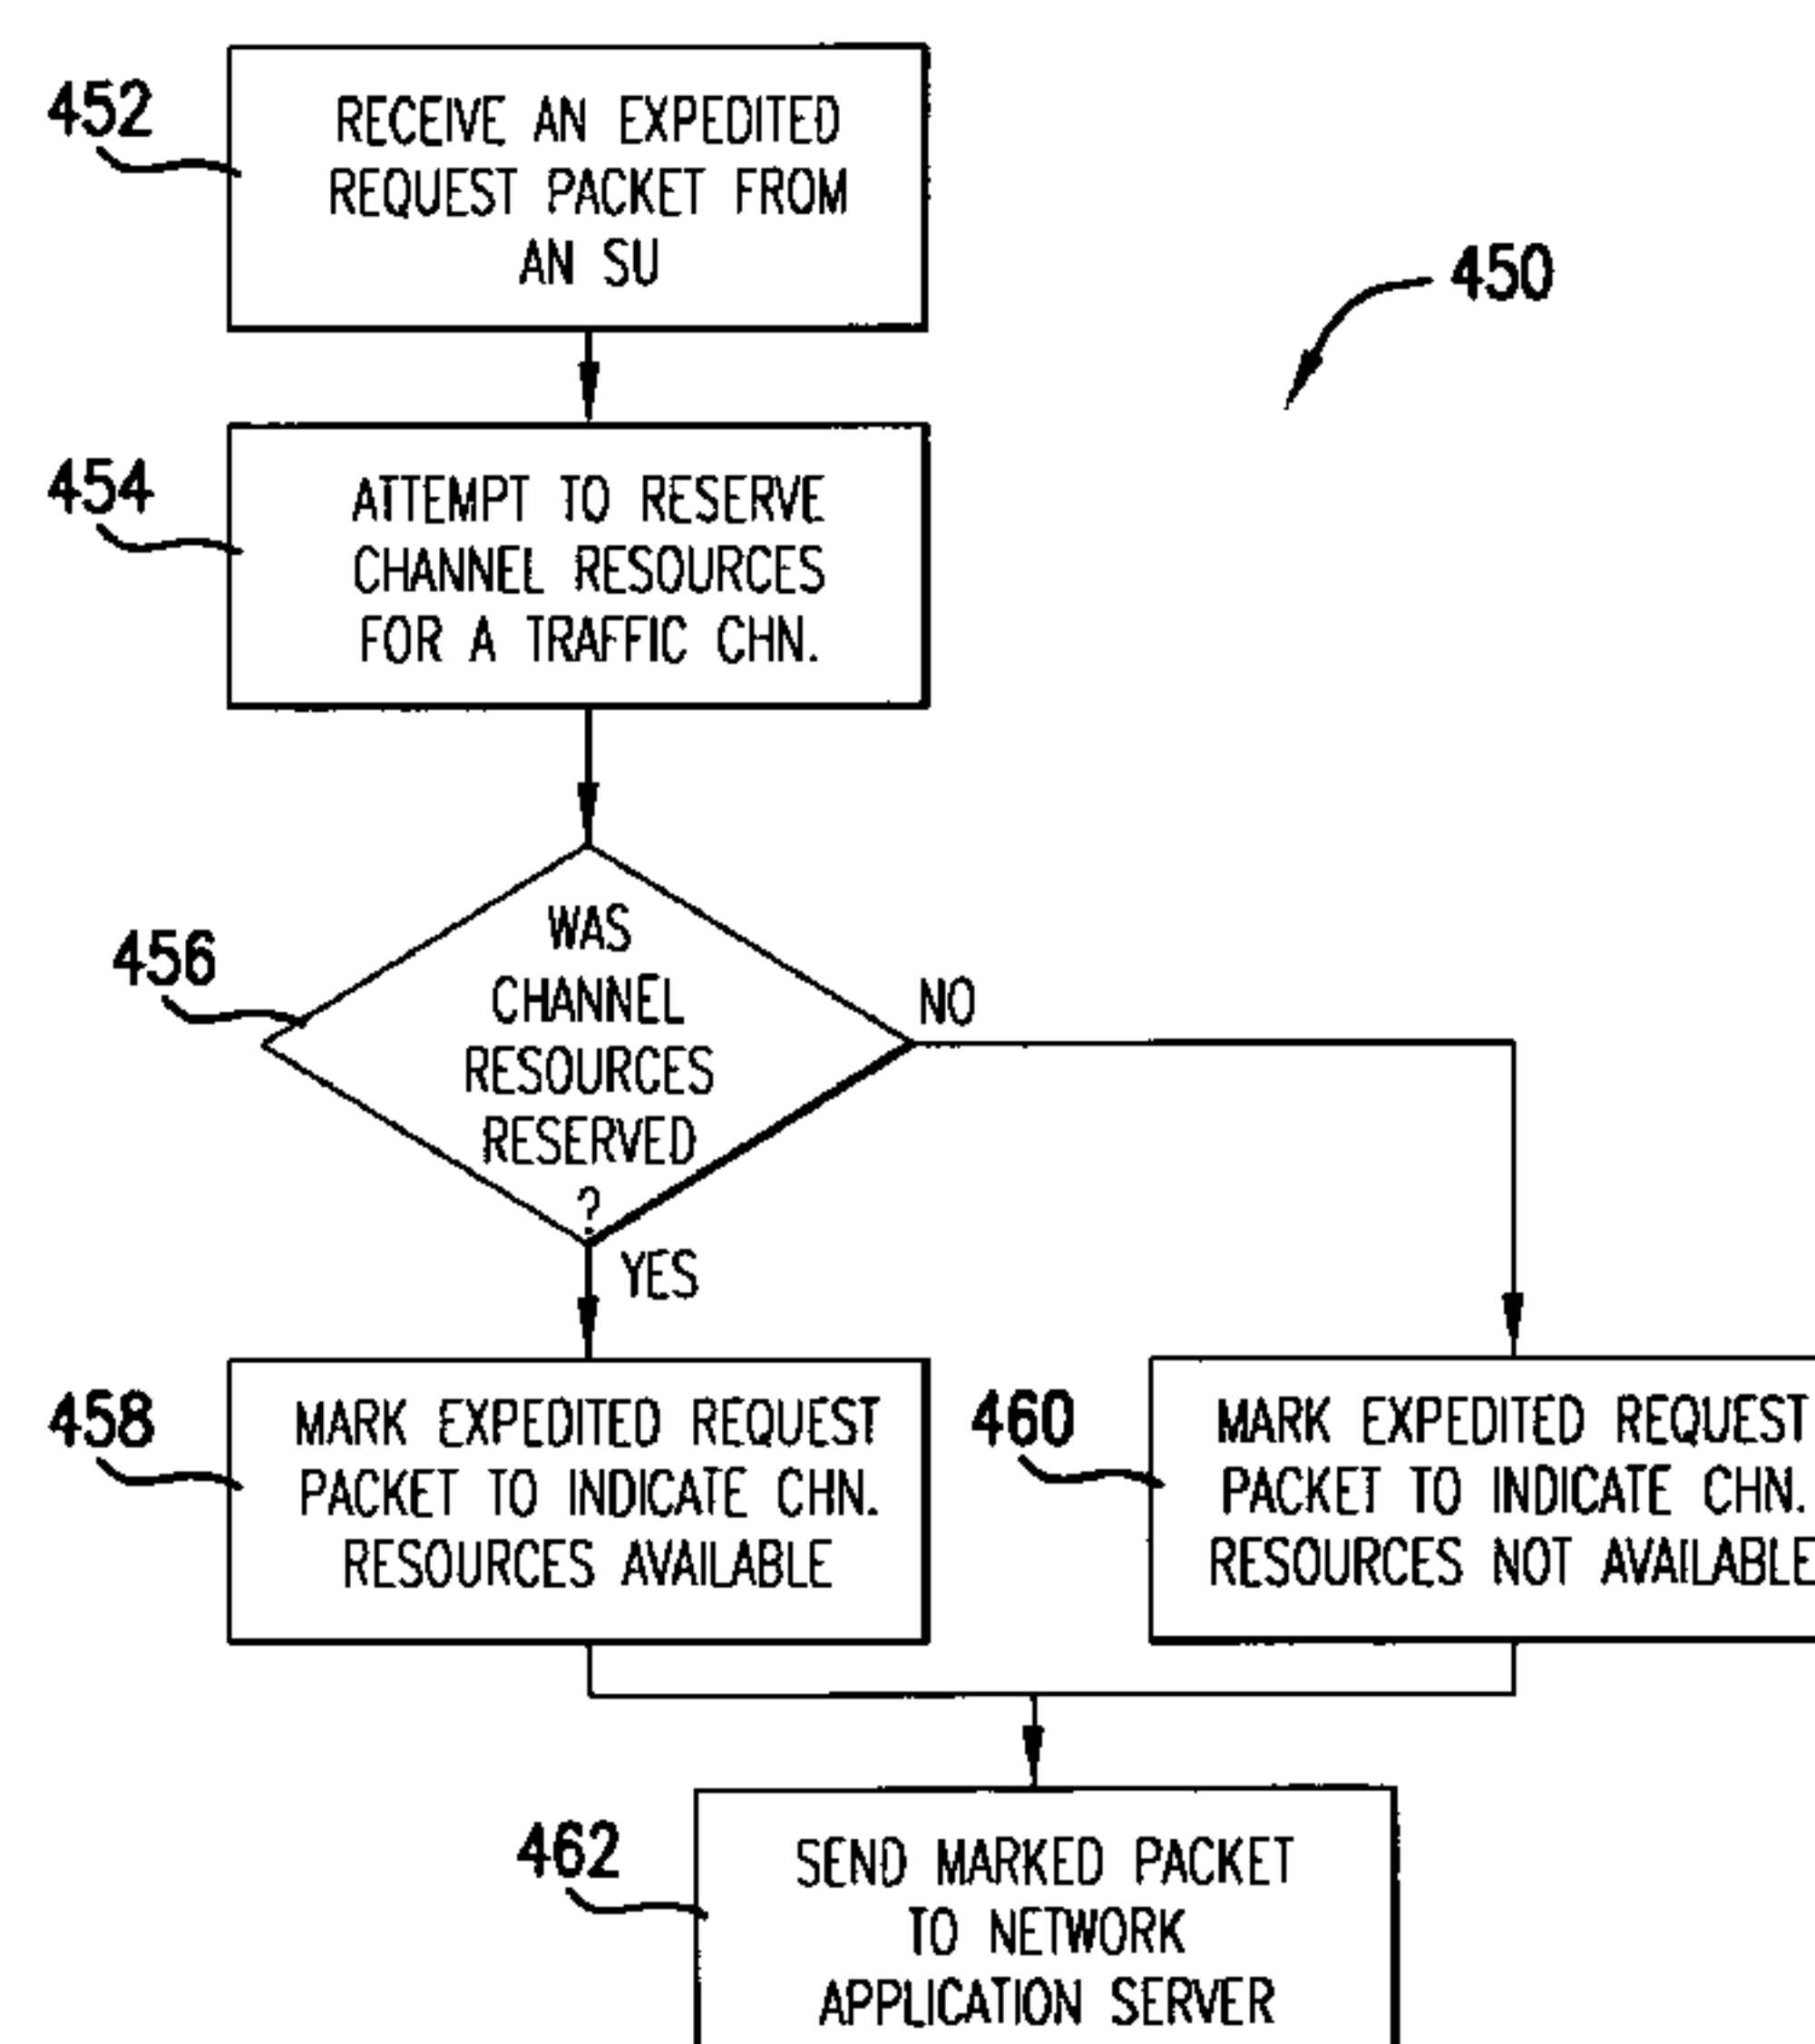 452
RECEIVE AN EXPEDITED
REQUEST PACKET FROM
AN SU
450
454
ATTEMPT TO RESERVE
CHANNEL RESOURCES
FOR A TRAFFIC CHN.
456
WAS
CHANNEL
RESOURCES
RESERVED
?
NO
YES
458
MARK EXPEDITED REQUEST
PACKET TO INDICATE CHN.
RESOURCES AVAILABLE
460
MARK EXPEDITED REQUEST
PACKET TO INDICATE CHN.
RESOURCES NOT AVAILABLE
462
SEND MARKED PACKET
TO NETWORK
APPLICATION SERVER